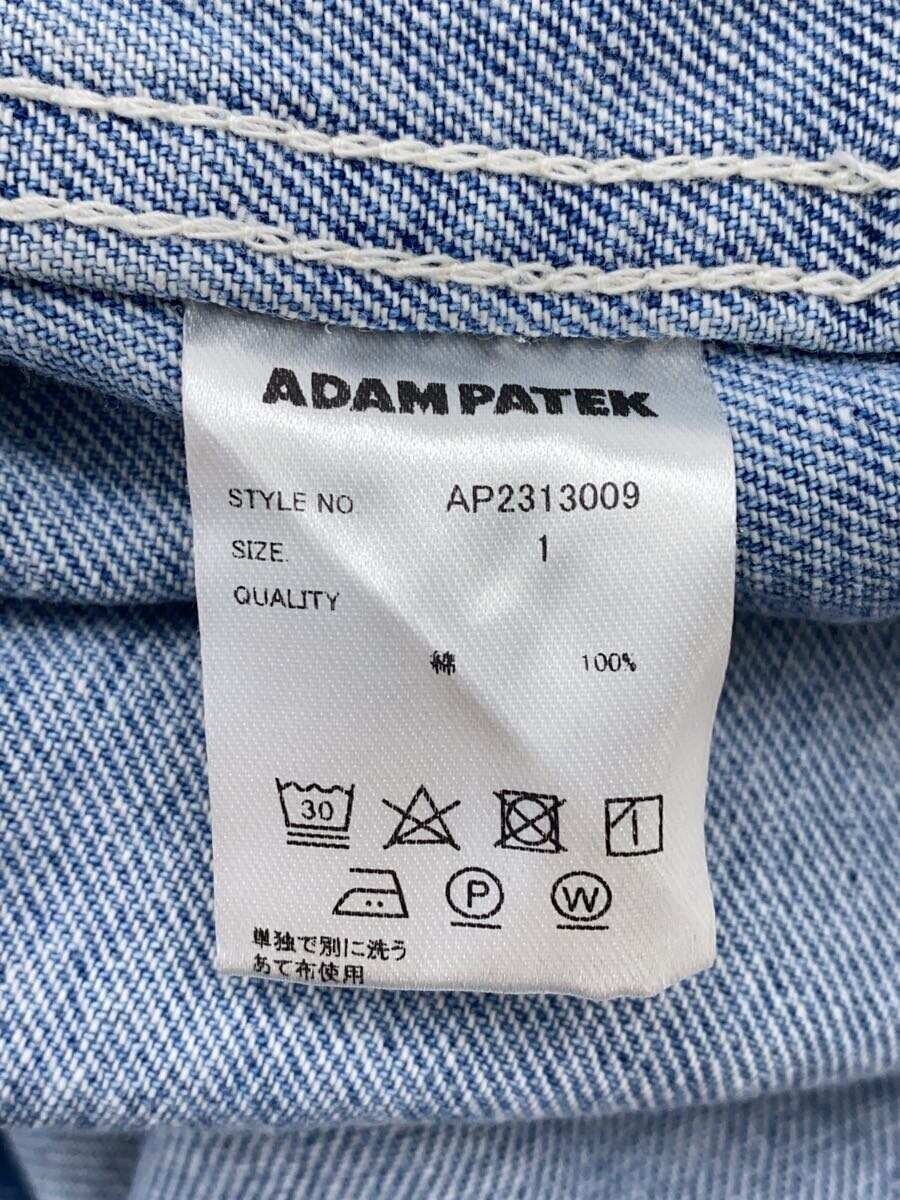 ADAM PATEK
STYLE NO AP2313009
SIZE. 1
QUALITY
綿 100%
30
P W
単独で別に洗う
あて布使用